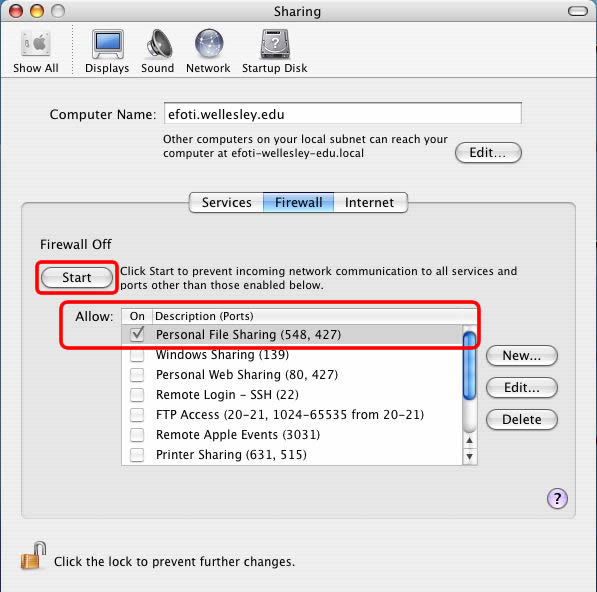 Sharing
Show All Displays Sound Network Startup Disk
Computer Name: efoti.wellesley.edu
Other computers on your local subnet can reach your
computer at efoti-wellesley-edu.local
Edit...
Services Firewall Internet
Firewall Off
Start
Click Start to prevent incoming network communication to all services and
ports other than those enabled below.
Allow: On Description (Ports)
Personal File Sharing (548, 427)
Windows Sharing (139)
New...
Personal Web Sharing (80, 427)
Edit...
Remote Login - SSH (22)
FTP Access (20-21, 1024-65535 from 20-21)
Delete
Remote Apple Events (3031)
Printer Sharing (631, 515)
?
Click the lock to prevent further changes.